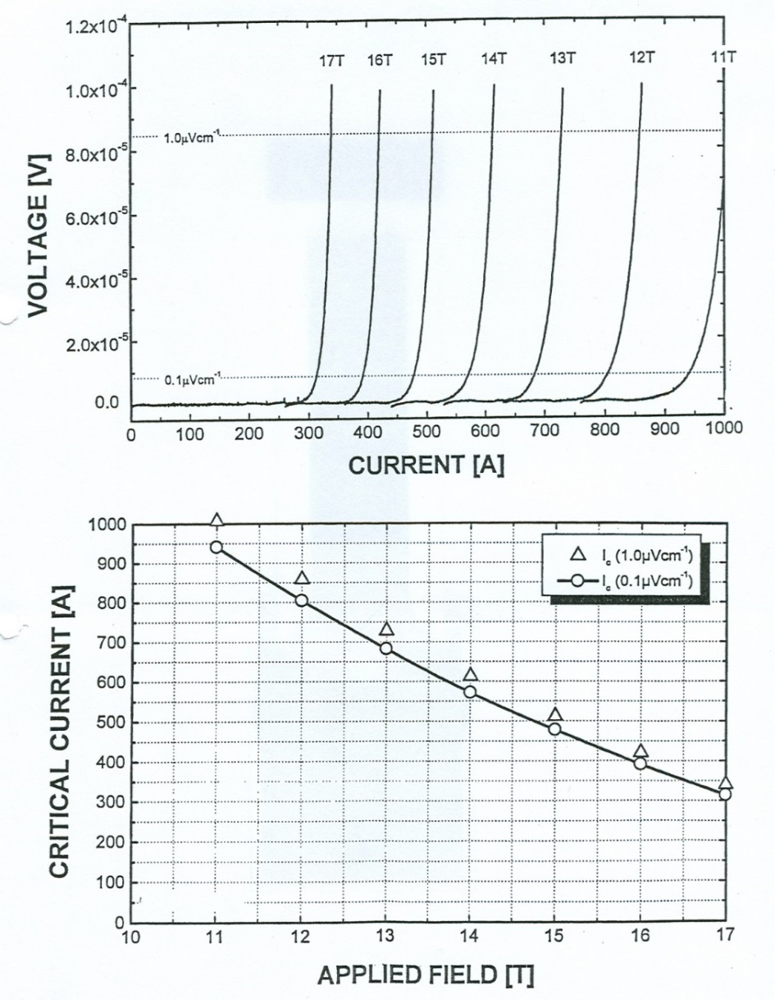 1.2x10⁻⁴
17T 16T 15T 14T 13T 12T 11T
1.0x10⁻⁴
1.0μVcm⁻¹
8.0x10⁻⁵
6.0x10⁻⁵
4.0x10⁻⁵
2.0x10⁻⁵
0.1μVcm⁻¹
0.0
VOLTAGE [V]
0 100 200 300 400 500 600 700 800 900 1000
CURRENT [A]
1000
900
800
700
600
500
400
300
200
100
0
CRITICAL CURRENT [A]
I_c (1.0μVcm⁻¹)
I_c (0.1μVcm⁻¹)
10 11 12 13 14 15 16 17
APPLIED FIELD [T]